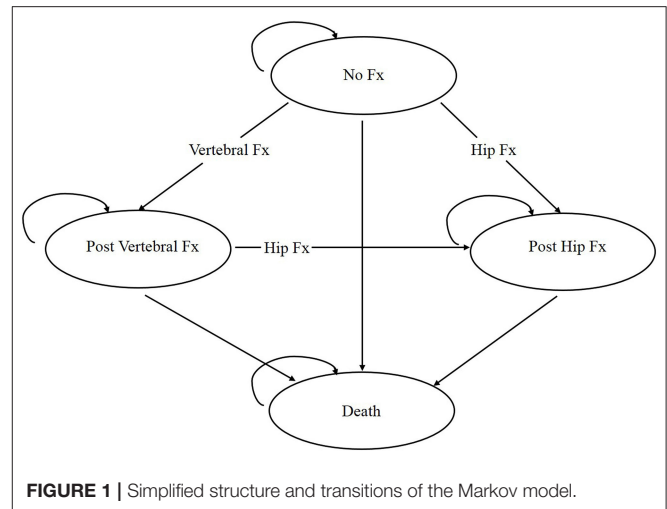 No Fx
Vertebral Fx
Hip Fx
Post Vertebral Fx
Hip Fx
Post Hip Fx
Death
FIGURE 1 | Simplified structure and transitions of the Markov model.